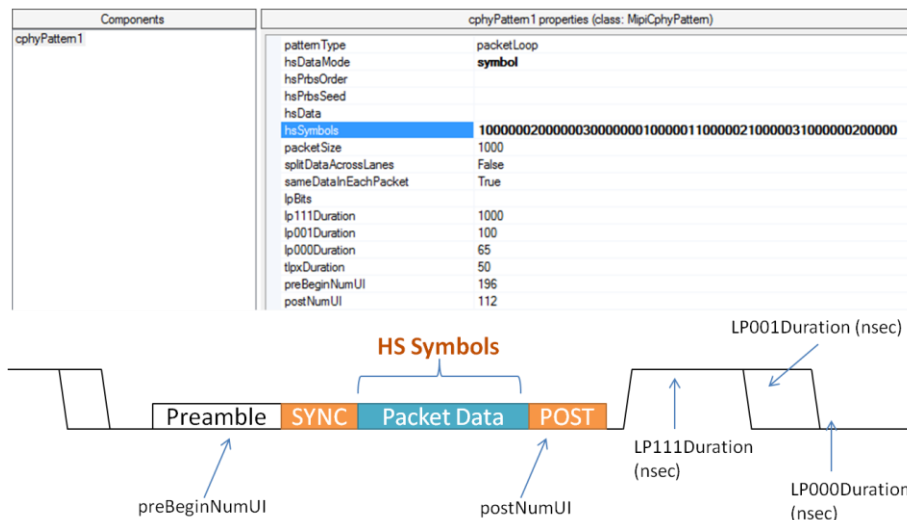 Components
cphyPattern1 properties (class: MipiCphyPattern)
cphyPattern1
patternType packetLoop
hsDataMode symbol
hsPrbsOrder
hsPrbsSeed
hsData
hsSymbols 10000002000000300000001000001100000210000031000000200000
packetSize 1000
splitDataAcrossLanes False
sameDataInEachPacket True
lpBits
lp111Duration 1000
lp001Duration 100
lp000Duration 65
tlpxDuration 50
preBeginNumUI 196
postNumUI 112
LP001Duration (nsec)
HS Symbols
Preamble SYNC Packet Data POST
LP111Duration
(nsec)
LP000Duration
(nsec)
preBeginNumUI
postNumUI